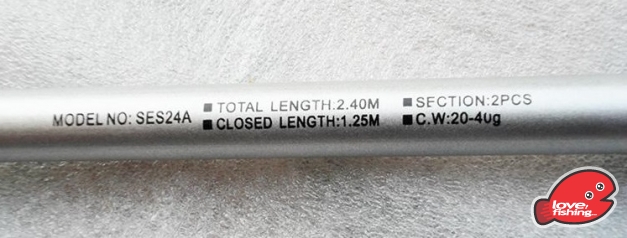 MODEL NO: SES24A ■TOTAL LENGTH:2.40M ■SECTION:2PCS
■CLOSED LENGTH:1.25M ■C.W:20-40g
love,
fishing...